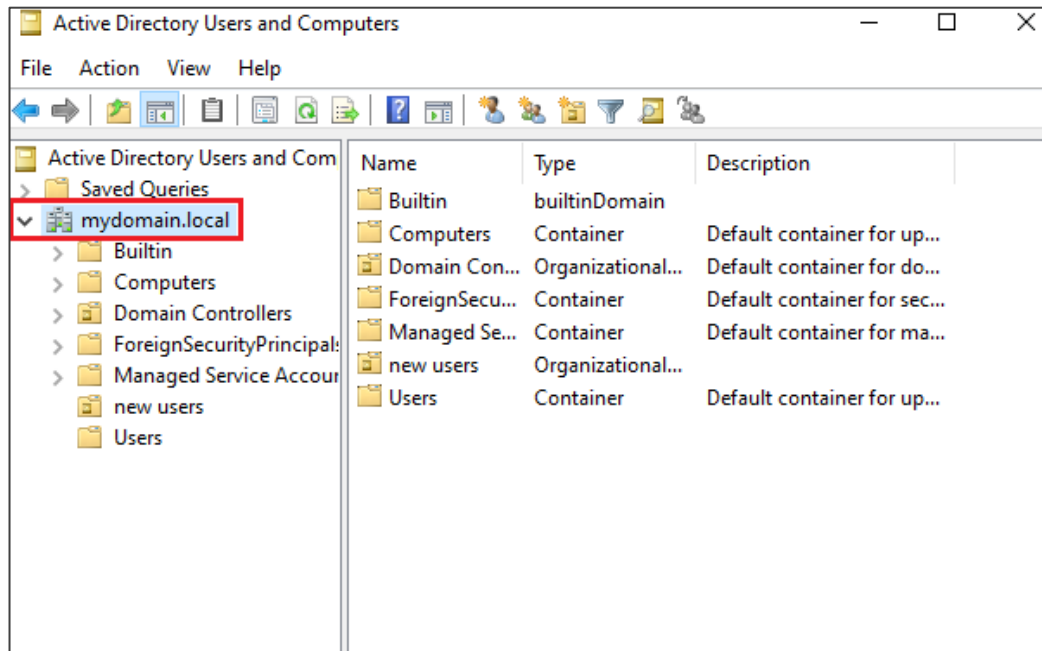 Active Directory Users and Computers
File Action View Help
Active Directory Users and Com
Saved Queries
mydomain.local
Builtin
Computers
Domain Controllers
ForeignSecurityPrincipals
Managed Service Accoun
new users
Users
Name Type Description
Builtin builtinDomain
Computers Container Default container for up...
Domain Con... Organizational... Default container for do...
ForeignSecu... Container Default container for sec...
Managed Se... Container Default container for ma...
new users Organizational...
Users Container Default container for up...